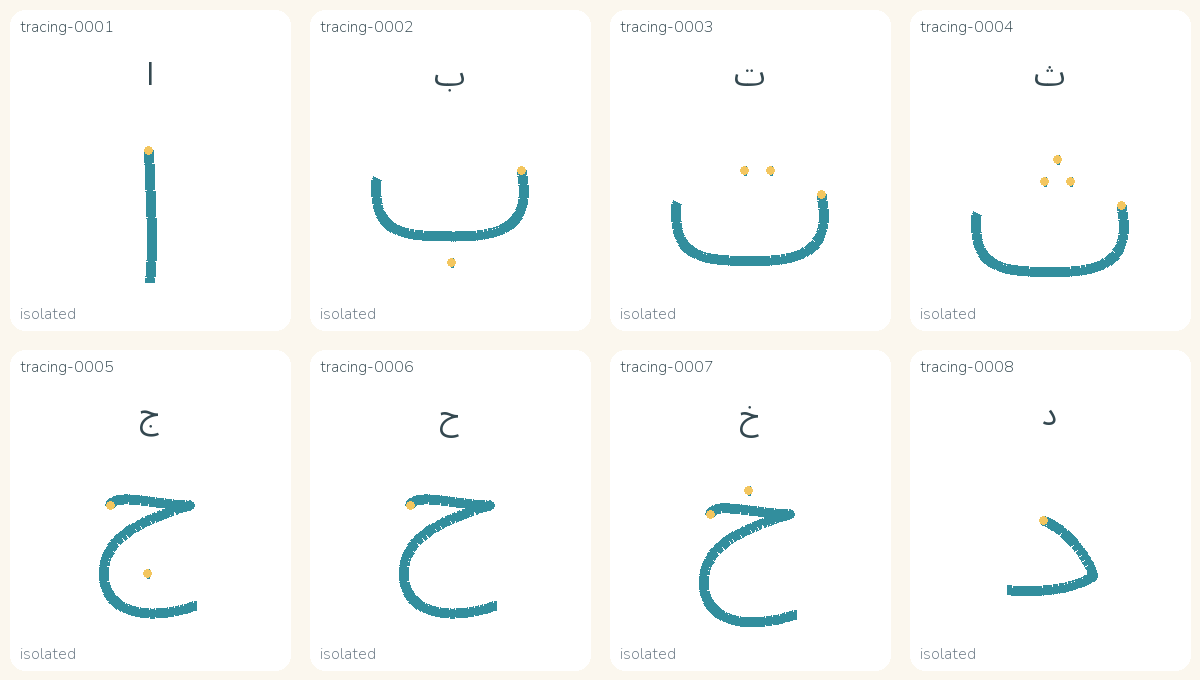 tracing-0001
ا
isolated
tracing-0002
ب
isolated
tracing-0003
ت
isolated
tracing-0004
ث
isolated
tracing-0005
ج
isolated
tracing-0006
ح
isolated
tracing-0007
خ
isolated
tracing-0008
د
isolated